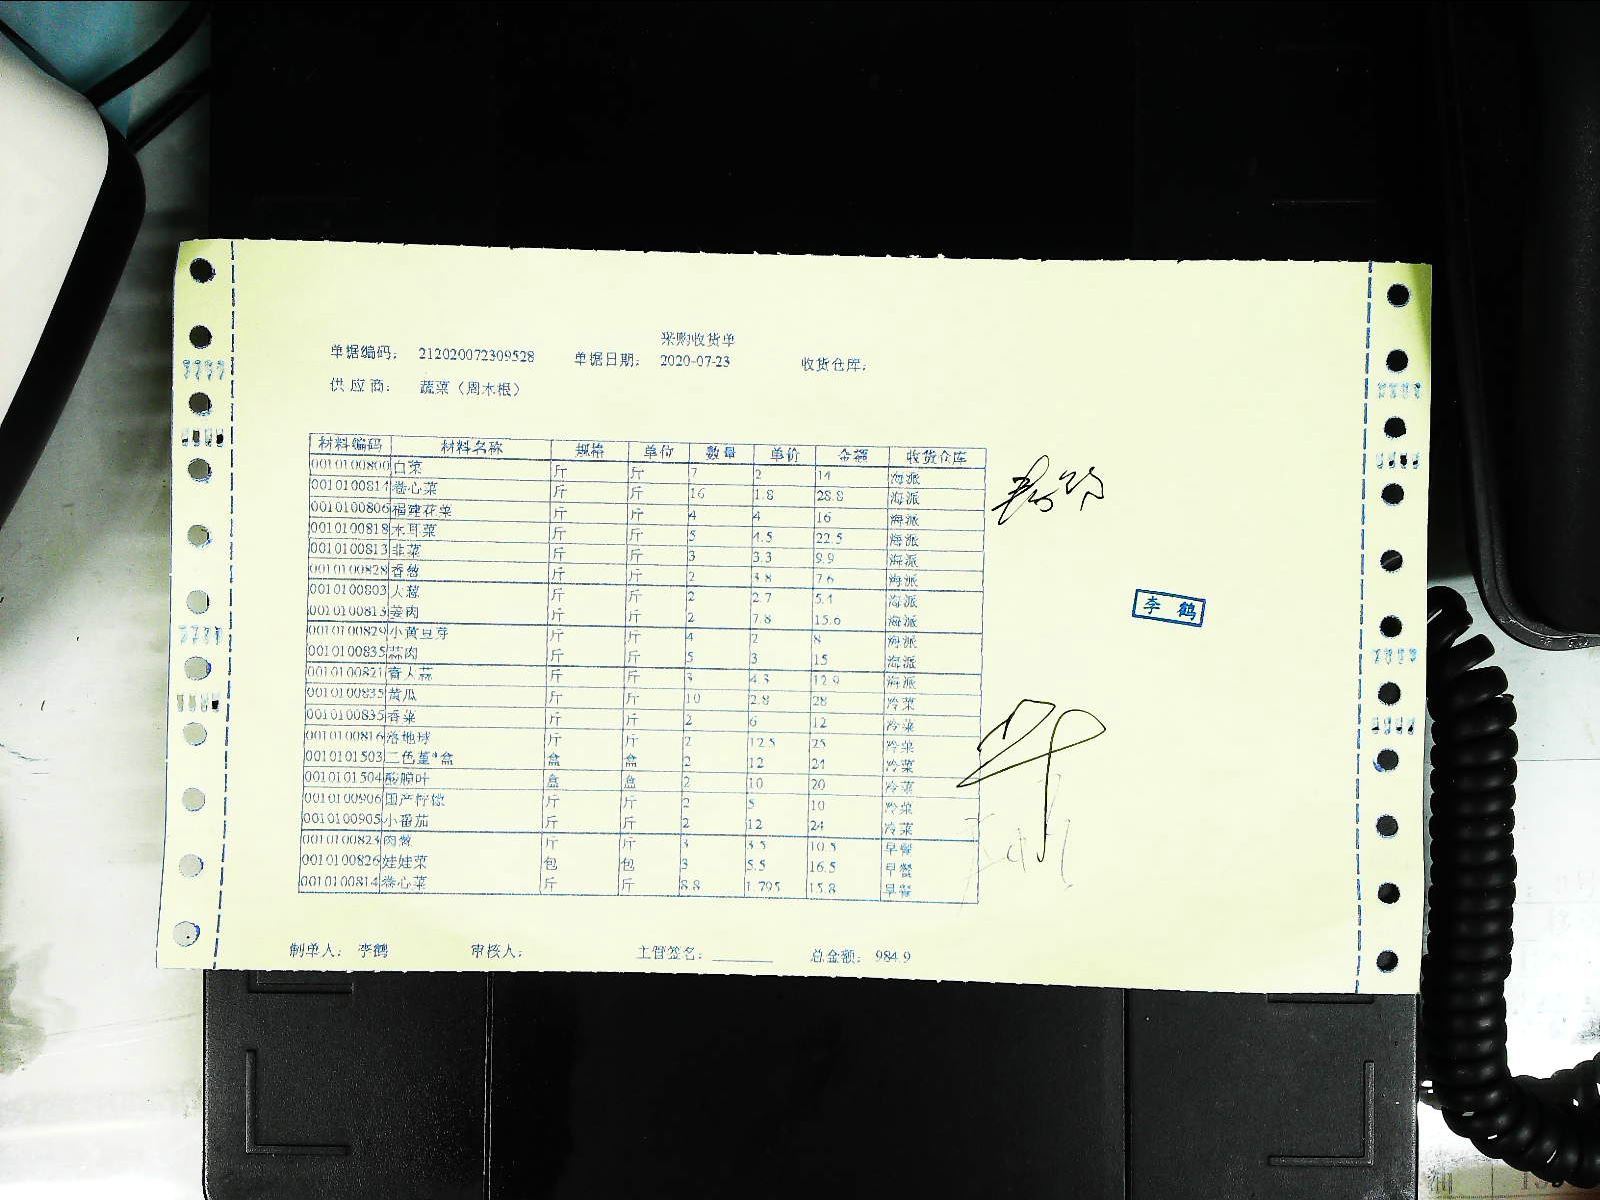 采购收货单
单据编码： 212020072309528 单据日期： 2020-07-23 收货仓库：
供应商： 蔬菜（周木根）
材料编码 材料名称 规格 单位 数量 单价 金额 收货仓库
0010100800 白菜 斤 斤 7 2 14 海派
0010100814 卷心菜 斤 斤 16 1.8 28.8 海派
0010100806 福建花菜 斤 斤 4 4 16 海派
0010100818 木耳菜 斤 斤 5 4.5 22.5 海派
0010100813 韭菜 斤 斤 3 3.3 9.9 海派
0010100828 香葱 斤 斤 2 3.8 7.6 海派
0010100803 大葱 斤 斤 2 2.7 5.4 海派
0010100813 姜肉 斤 斤 2 7.8 15.6 海派
0010100829 小黄豆芽 斤 斤 4 2 8 海派
0010100835 蒜肉 斤 斤 5 3 15 海派
0010100821 青大蒜 斤 斤 3 4.3 12.9 海派
0010100835 黄瓜 斤 斤 10 2.8 28 冷菜
0010100835 香菜 斤 斤 2 6 12 冷菜
0010100816 落地球 斤 斤 2 12.5 25 冷菜
0010101503 三色堇*盒 盒 盒 2 12 24 冷菜
0010101504 盒 盒 2 10 20 冷菜
0010100906 国产柠檬 斤 斤 2 5 10 冷菜
0010100905 小番茄 斤 斤 2 12 24 冷菜
0010100823 斤 斤 3 3.5 10.5 早餐
0010100826 娃娃菜 包 包 3 5.5 16.5 早餐
0010100814 卷心菜 斤 斤 8.8 1.795 15.8 早餐
李鹤
制单人： 李鹤 审核人： 主管签名： 总金额： 984.9